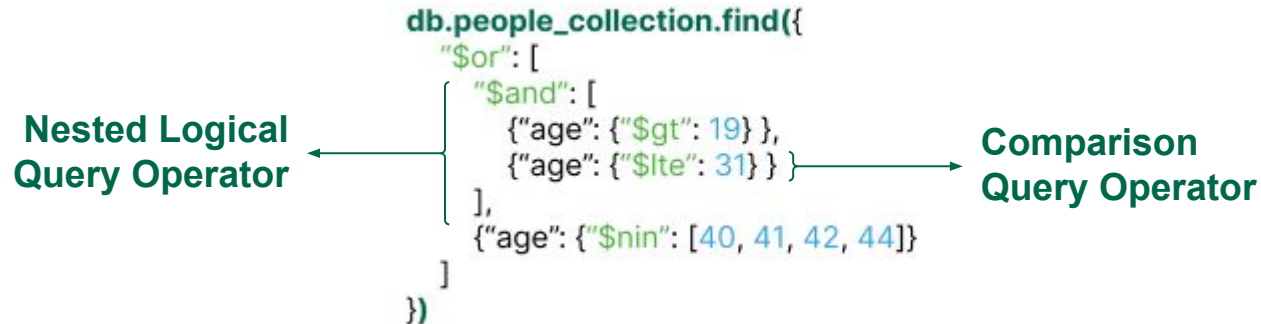 db.people_collection.find({
“$or”: [
“$and”: [
{“age”: {“$gt”: 19} },
{“age”: {“$lte”: 31} }
],
{“age”: {“$nin”: [40, 41, 42, 44]}
]
})
Nested Logical
Query Operator
Comparison
Query Operator